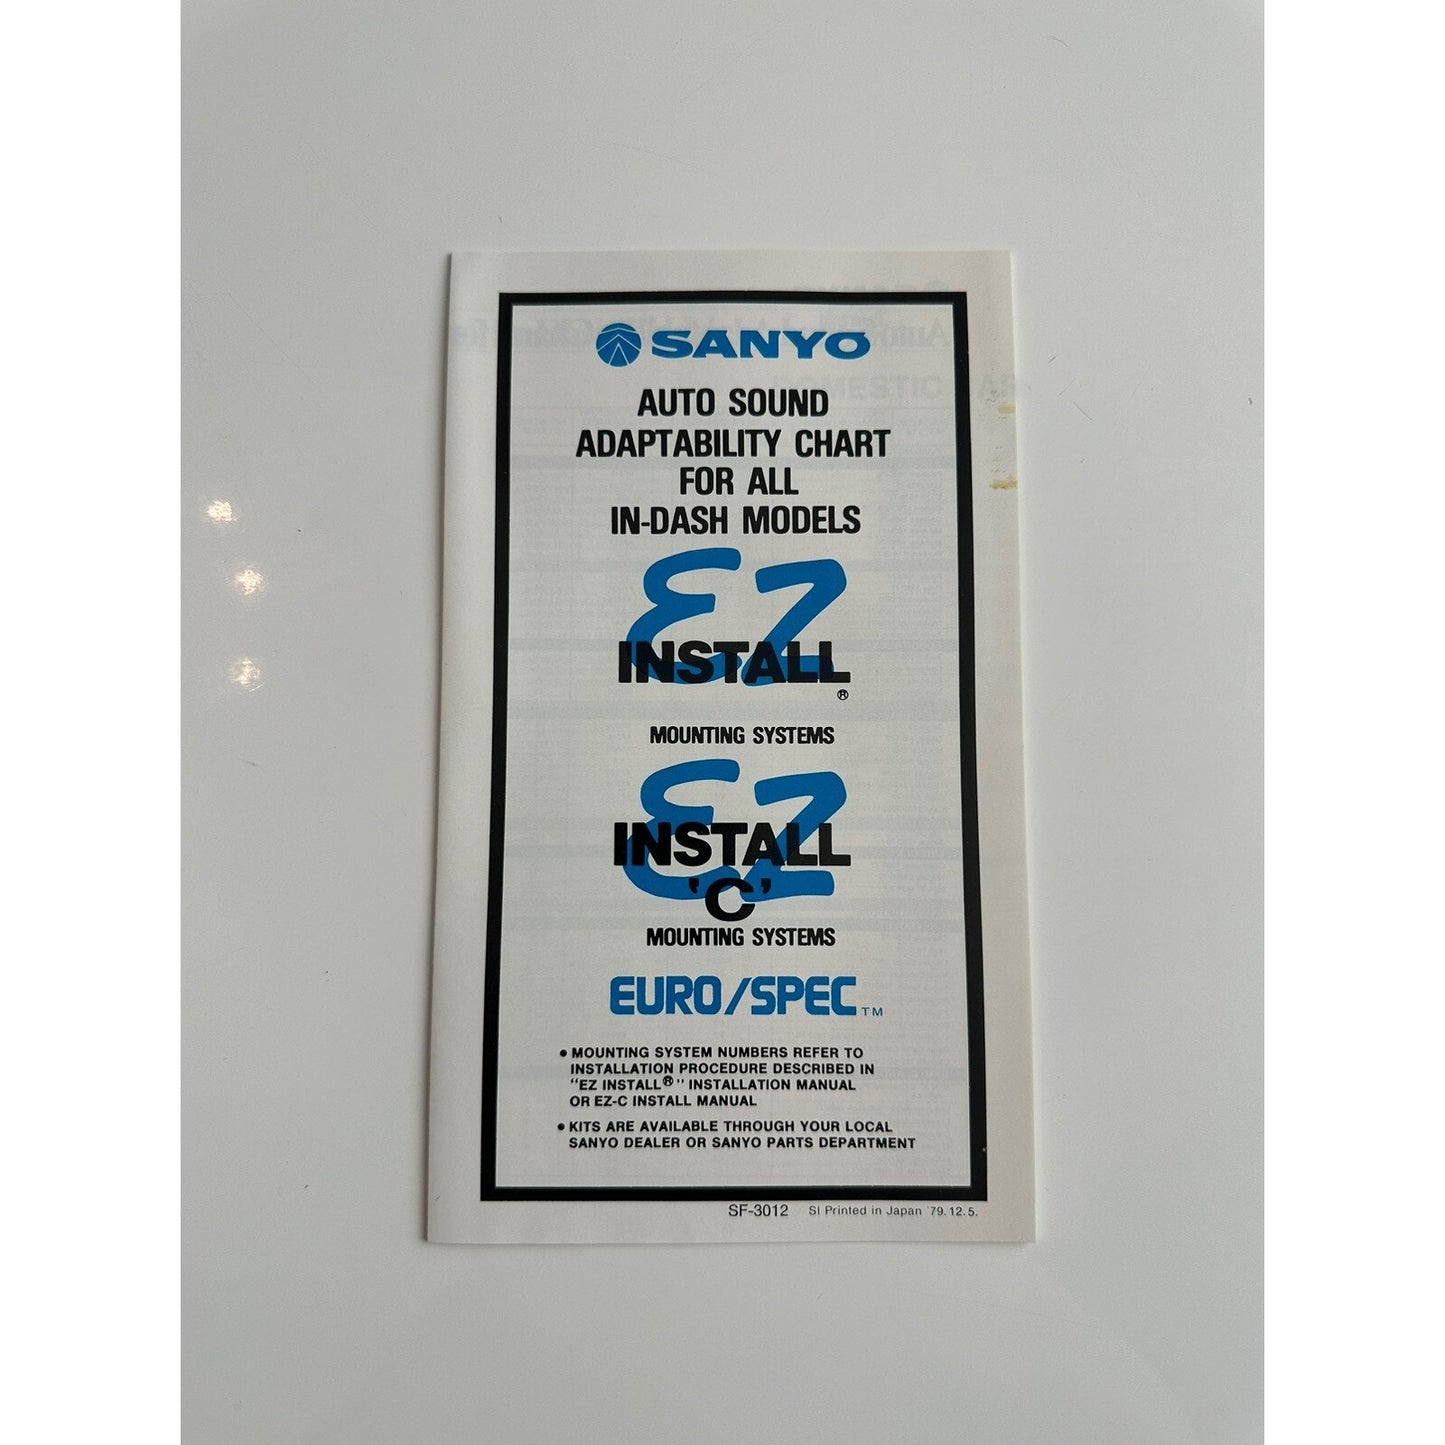 SANYO
AUTO SOUND
ADAPTABILITY CHART
FOR ALL
IN-DASH MODELS
EZ
INSTALL®
MOUNTING SYSTEMS
EZ
INSTALL
'C'
MOUNTING SYSTEMS
EURO/SPEC™
• MOUNTING SYSTEM NUMBERS REFER TO
INSTALLATION PROCEDURE DESCRIBED IN
"EZ INSTALL®" INSTALLATION MANUAL
OR EZ-C INSTALL MANUAL
• KITS ARE AVAILABLE THROUGH YOUR LOCAL
SANYO DEALER OR SANYO PARTS DEPARTMENT
SF-3012 SI Printed in Japan '79.12.5.